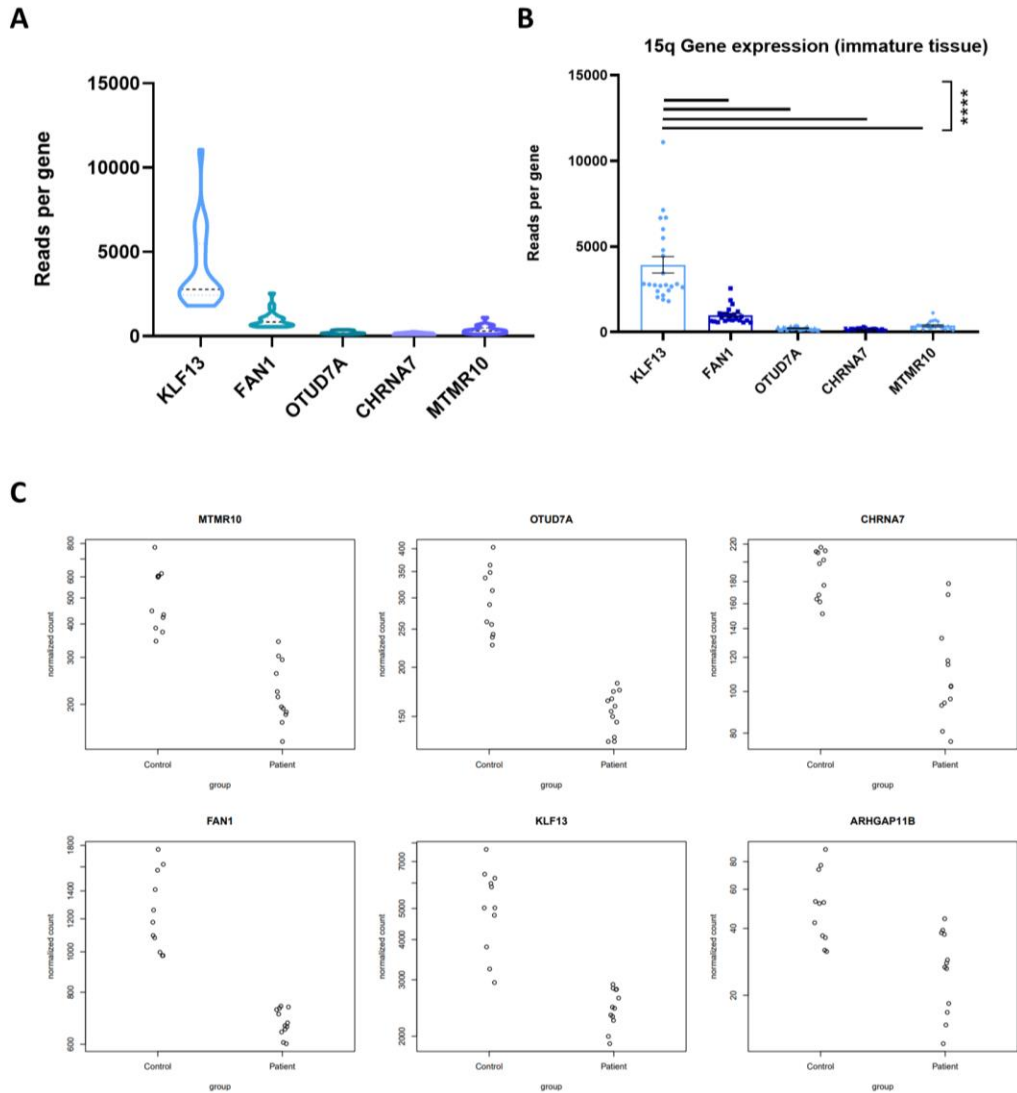 A
B
15q Gene expression (immature tissue)
15000
10000
5000
0
Reads per gene
KLF13
FAN1
OTUD7A
CHRNA7
MTMR10
15000
10000
5000
0
Reads per gene
****
KLF13
FAN1
OTUD7A
CHRNA7
MTMR10
C
MTMR10
800
600
500
400
300
200
normalized count
Control
Patient
group
OTUD7A
400
350
300
250
200
150
normalized count
Control
Patient
group
CHRNA7
220
180
160
140
120
100
80
normalized count
Control
Patient
group
FAN1
1800
1400
1200
1000
800
600
normalized count
Control
Patient
group
KLF13
7000
5000
4000
3000
2000
normalized count
Control
Patient
group
ARHGAP11B
80
60
40
20
normalized count
Control
Patient
group